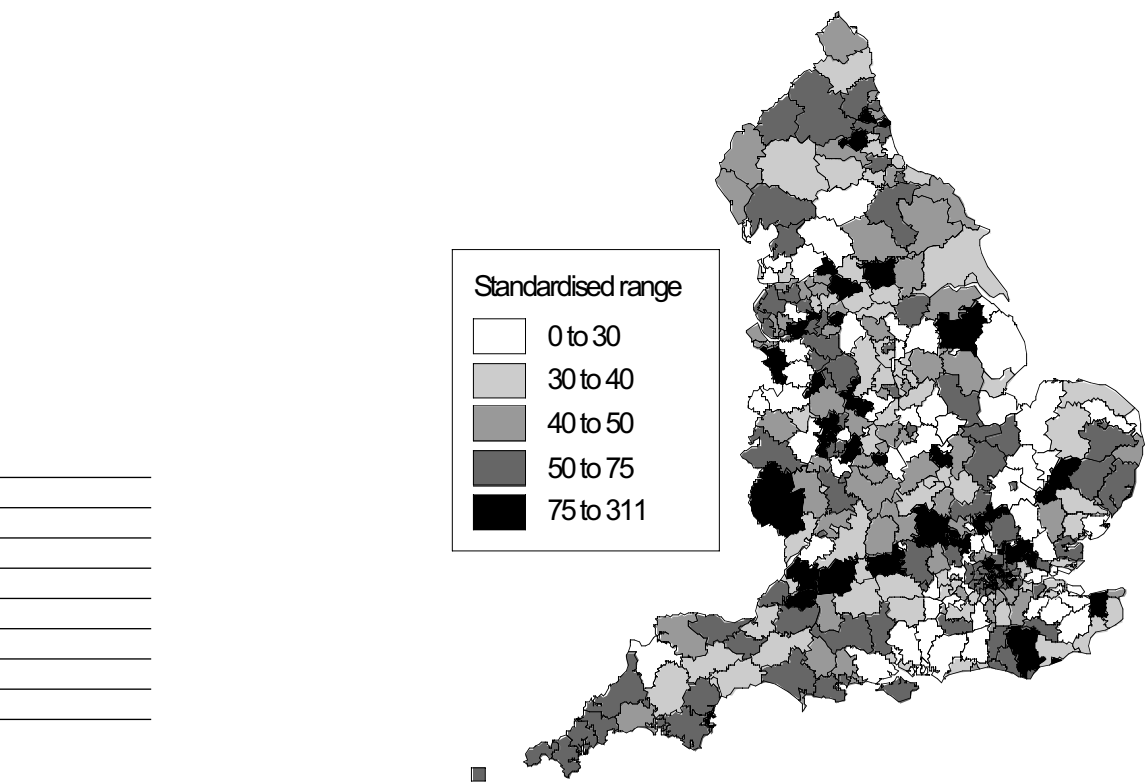 Standardised range
0 to 30
30 to 40
40 to 50
50 to 75
75 to 311